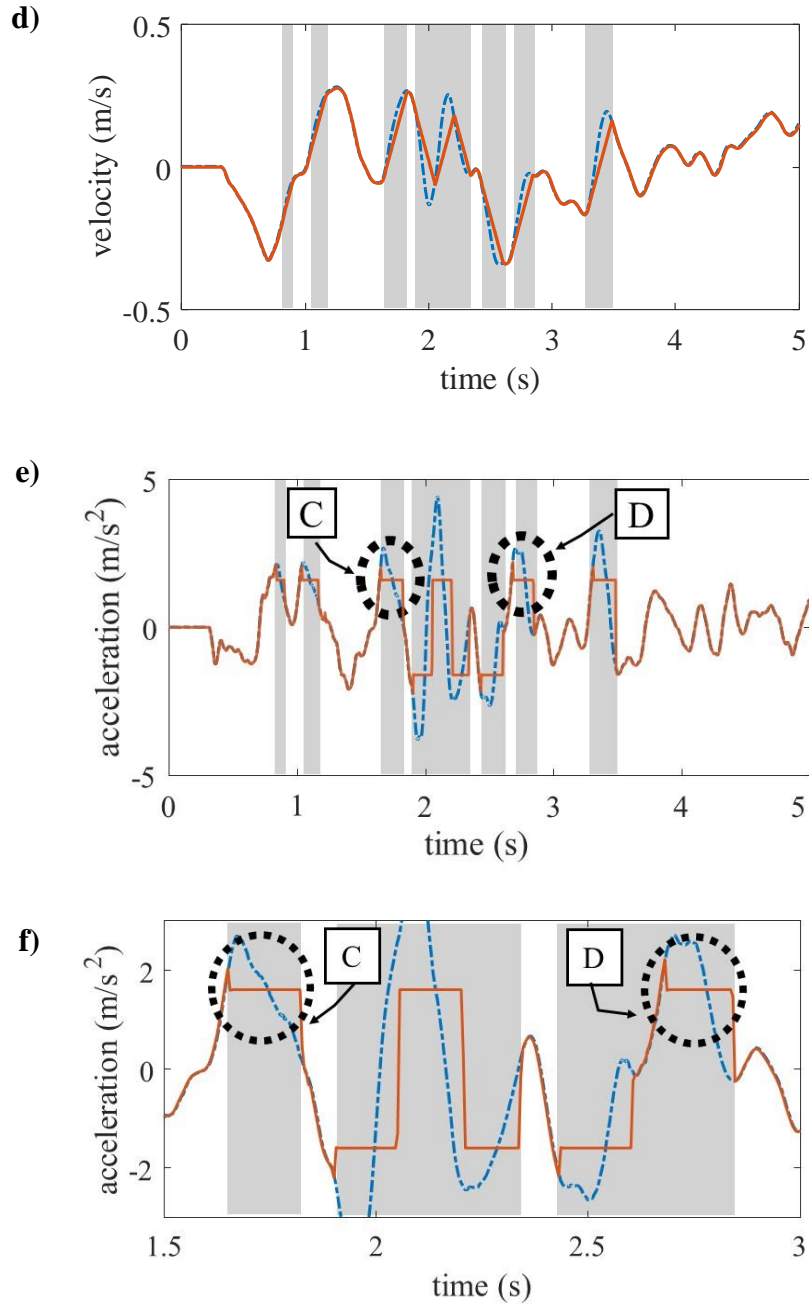 d)
0.5
0
-0.5
velocity (m/s)
0 1 2 3 4 5
time (s)
e)
5
0
-5
acceleration (m/s²)
C
D
0 1 2 3 4 5
time (s)
f)
2
0
-2
acceleration (m/s²)
C
D
1.5 2 2.5 3
time (s)